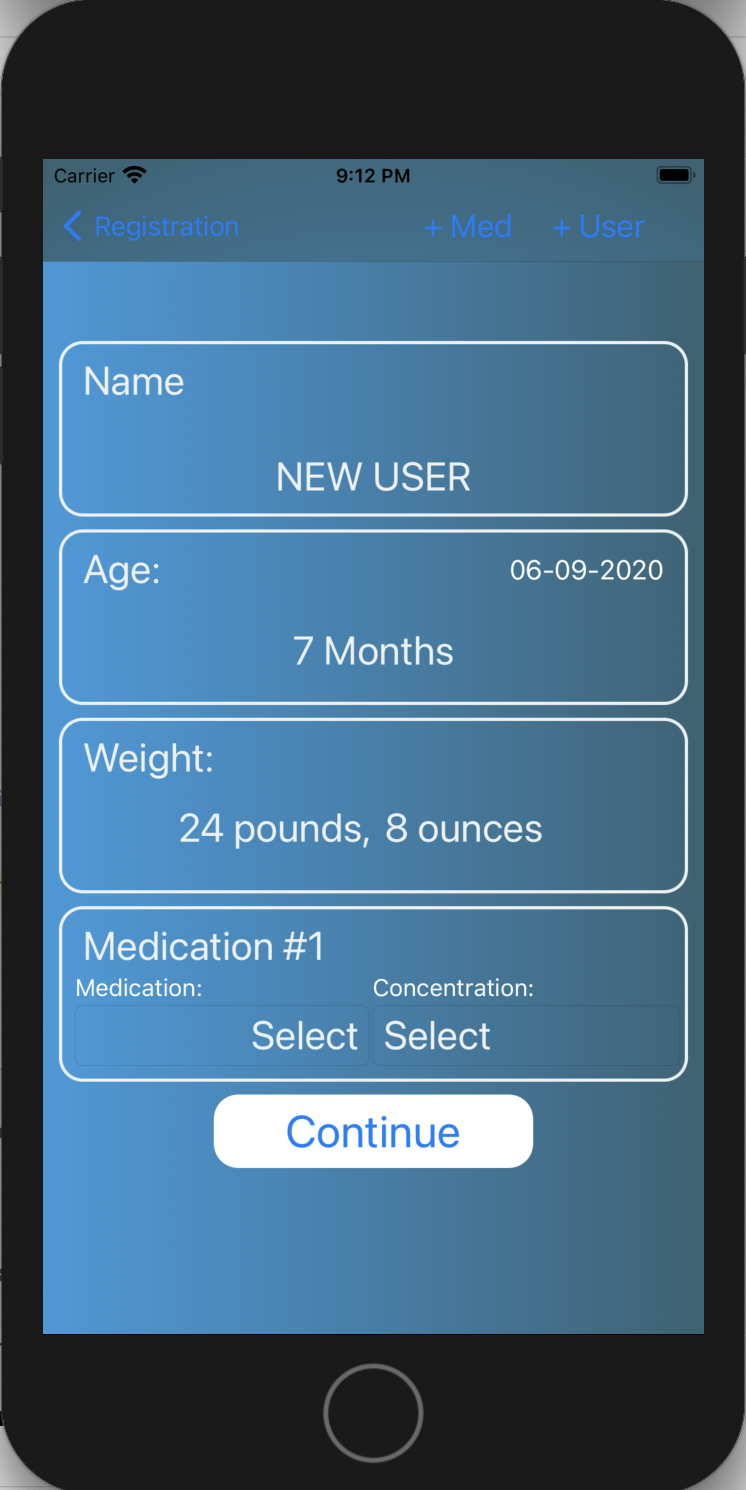 Carrier 9:12 PM
Registration + Med + User
Name
NEW USER
Age: 06-09-2020
7 Months
Weight:
24 pounds, 8 ounces
Medication #1
Medication: Concentration:
Select Select
Continue